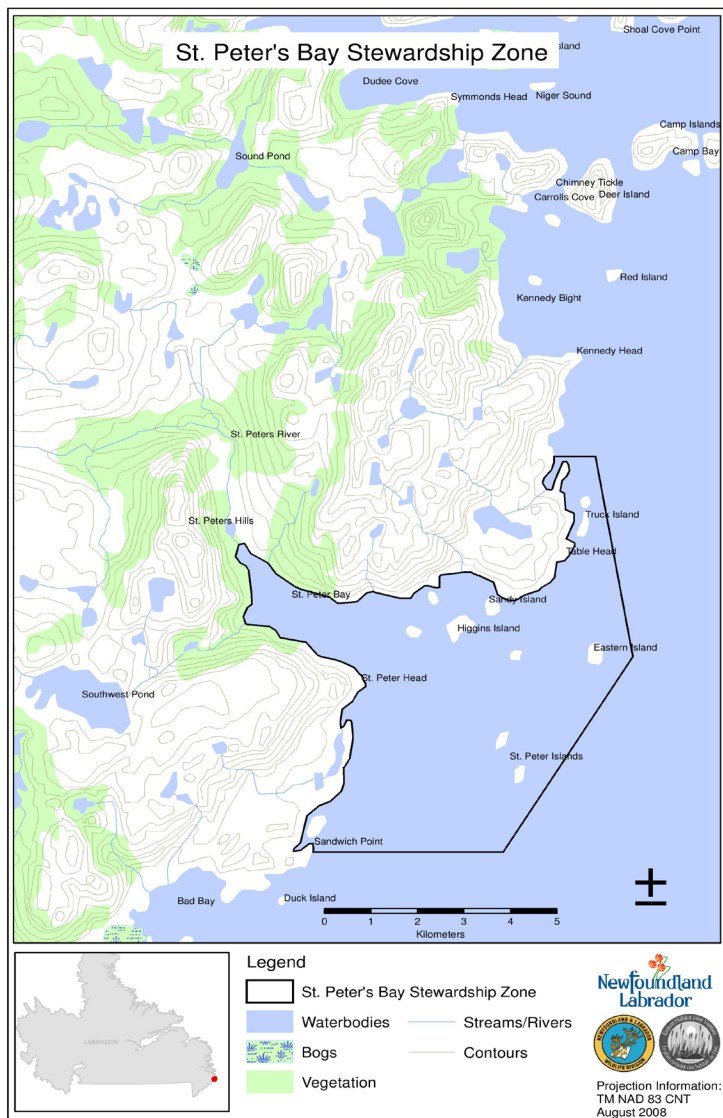 St. Peter's Bay Stewardship Zone
Shoal Cove Point
Island
Dudee Cove
Symmonds Head
Niger Sound
Camp Islands
Camp Bay
Sound Pond
Chimney Tickle
Carrolls Cove
Deer Island
Red Island
Kennedy Bight
Kennedy Head
St. Peters River
Truck Island
St. Peters Hills
Table Head
St. Peter Bay
Sandy Island
Higgins Island
Eastern Island
St. Peter Head
Southwest Pond
St. Peter Islands
Sandwich Point
Bad Bay
Duck Island
0 1 2 3 4 5
Kilometers
LABRADOR
Legend
St. Peter's Bay Stewardship Zone
Waterbodies
Streams/Rivers
Bogs
Contours
Vegetation
Newfoundland
Labrador
NEWFOUNDLAND & LABRADOR
WILDLIFE DIVISION
Projection Information:
TM NAD 83 CNT
August 2008